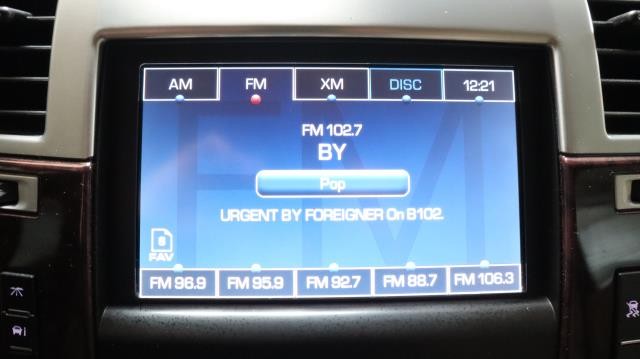 AM FM XM DISC 12:21
FM 102.7
BY
Pop
URGENT BY FOREIGNER On B102.
6
FAV
FM 96.9 FM 95.9 FM 92.7 FM 88.7 FM 106.3